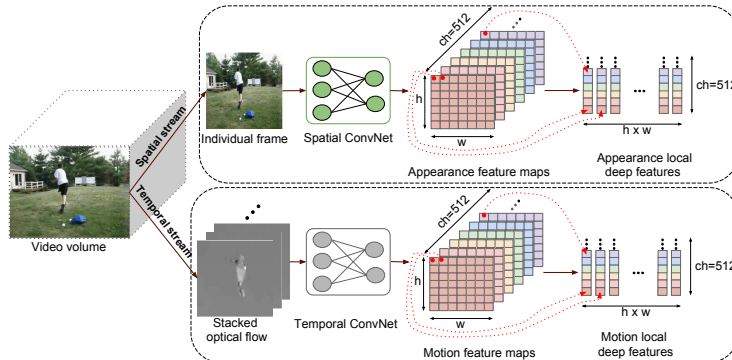 Spatial stream
Temporal stream
Video volume
Individual frame
Spatial ConvNet
ch=512
h
w
Appearance feature maps
ch=512
h x w
Appearance local
deep features
Stacked
optical flow
Temporal ConvNet
ch=512
h
w
Motion feature maps
ch=512
h x w
Motion local
deep features